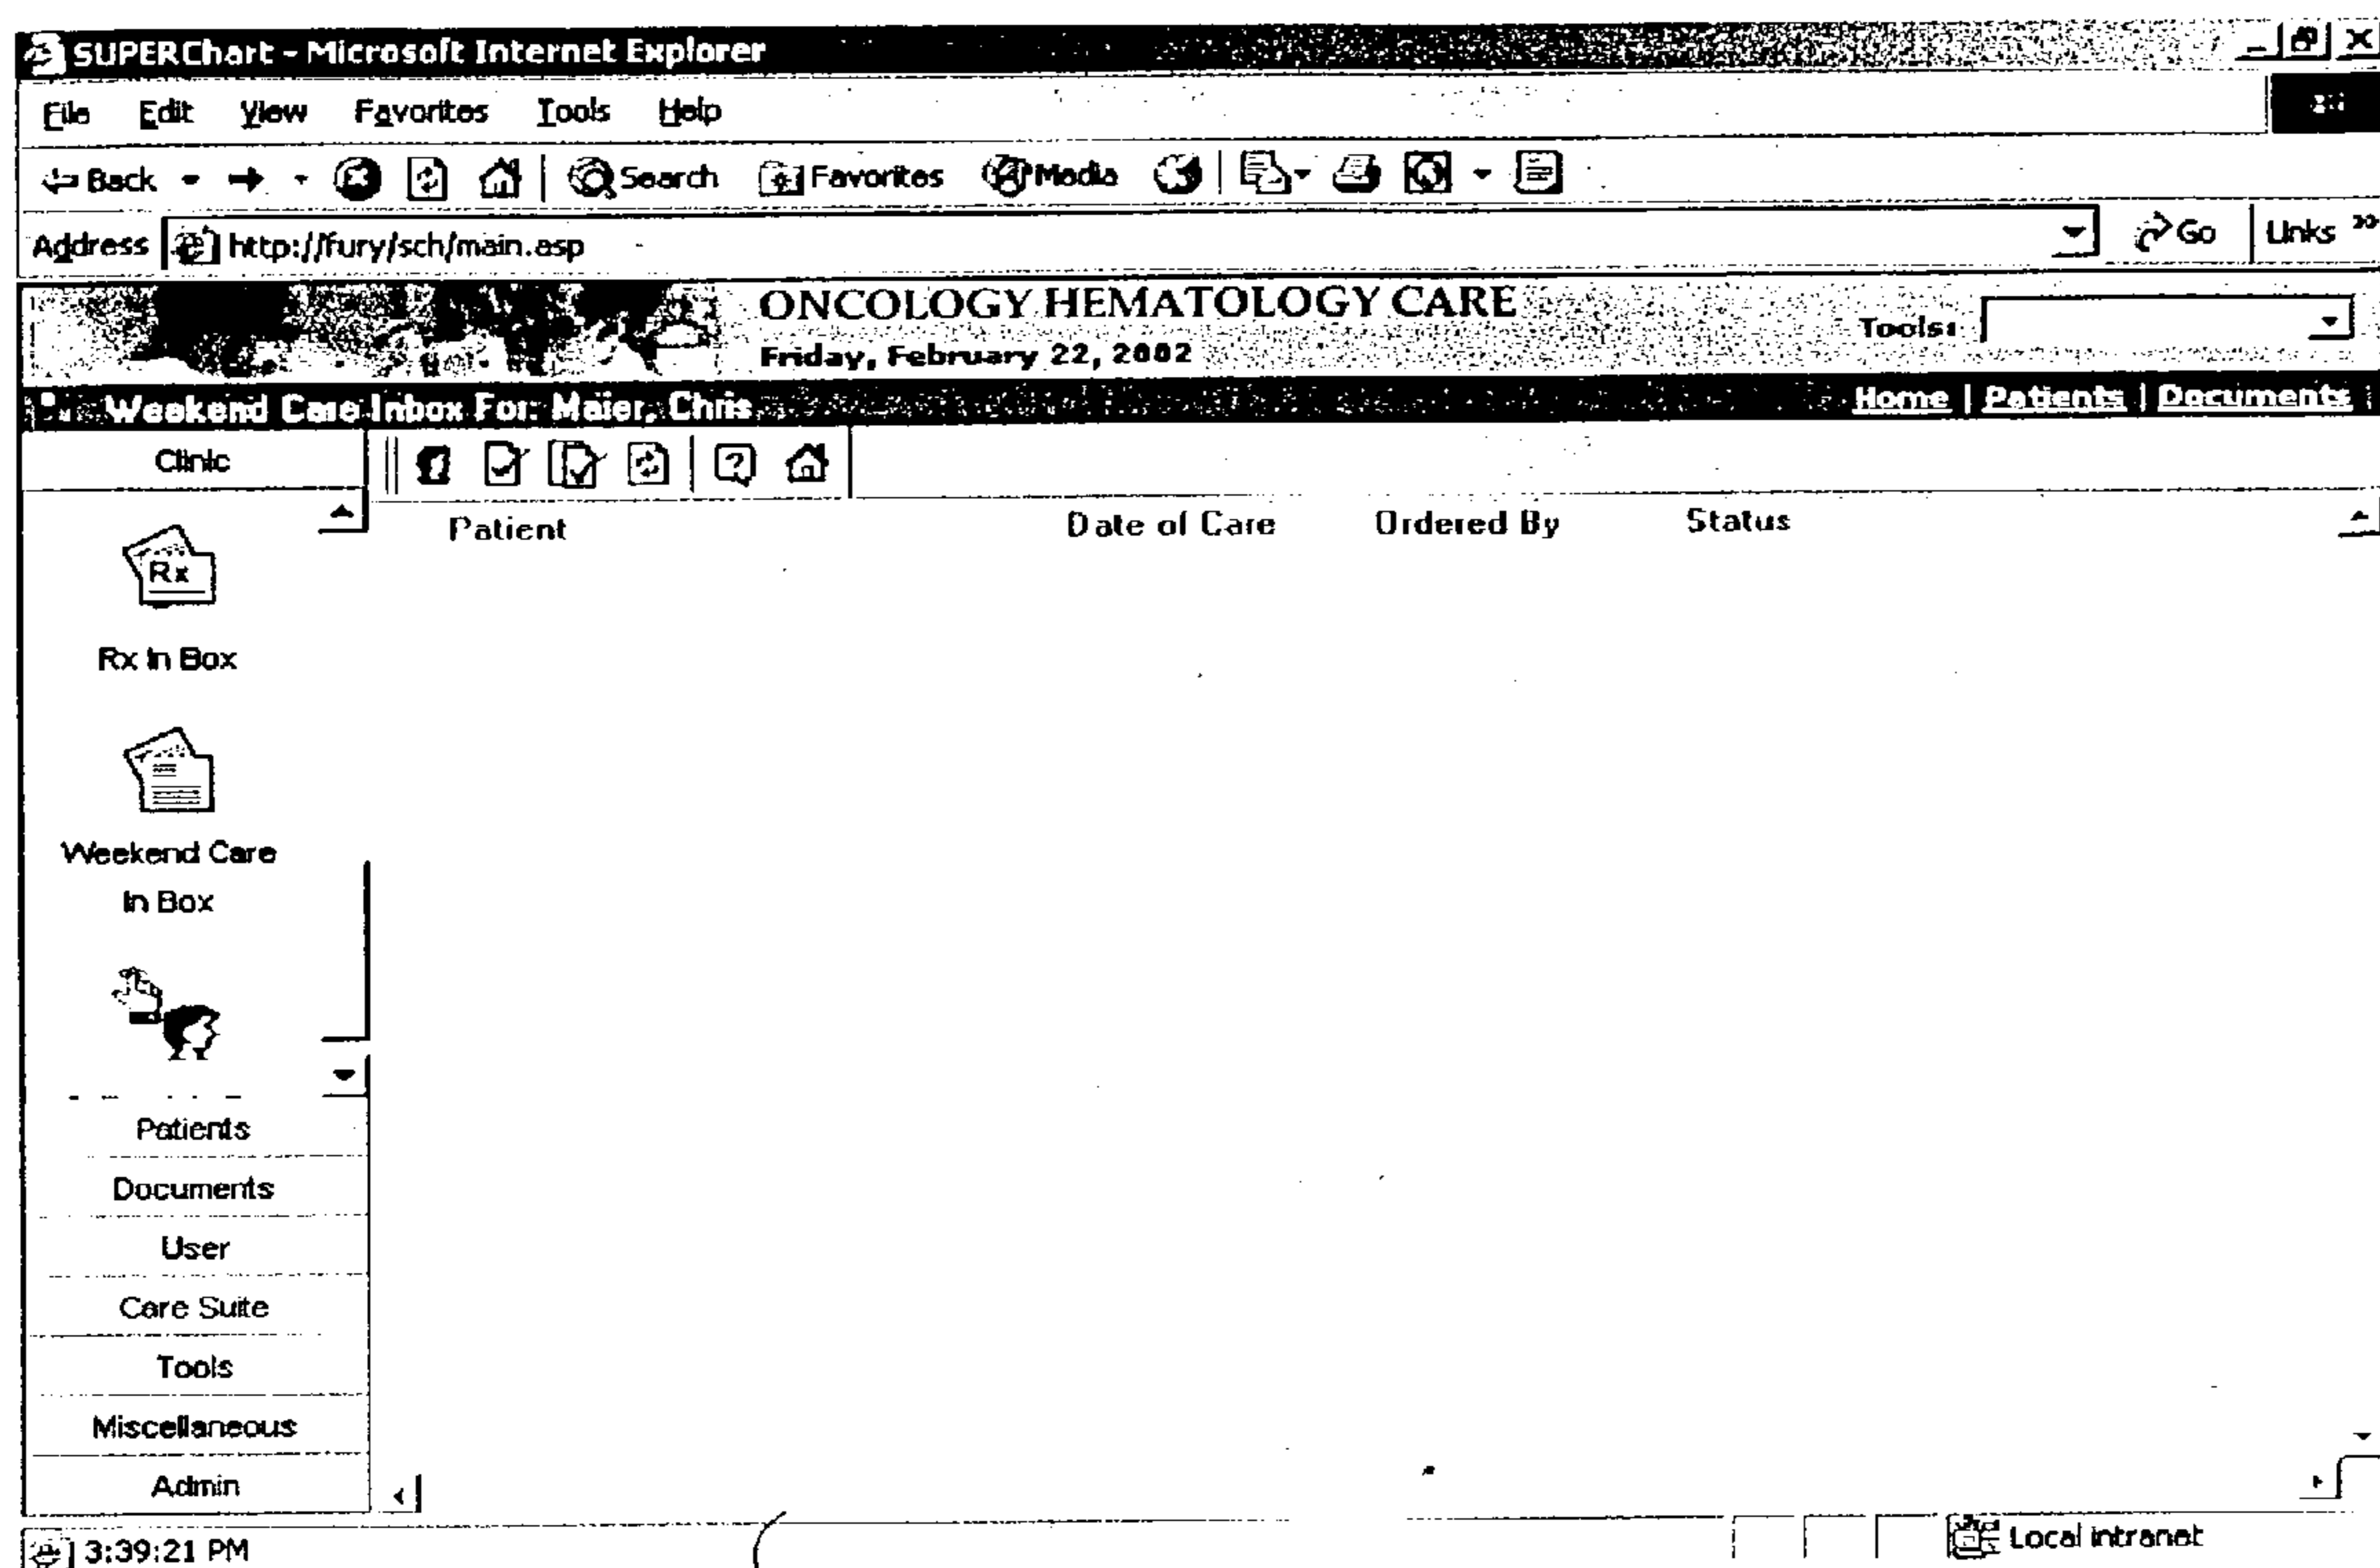 SUPERChart - Microsoft Internet Explorer
File Edit View Favorites Tools Help
Back Search Favorites Media
Address http://fury/sch/main.asp Go Links »
ONCOLOGY HEMATOLOGY CARE
Tools:
Friday, February 22, 2002
Weekend Care Inbox For: Maier, Chris Home | Patients | Documents |
Clinic
Patient Date of Care Ordered By Status
Rx
Rx In Box
Weekend Care
In Box
Patients
Documents
User
Care Suite
Tools
Miscellaneous
Admin
3:39:21 PM Local intranet